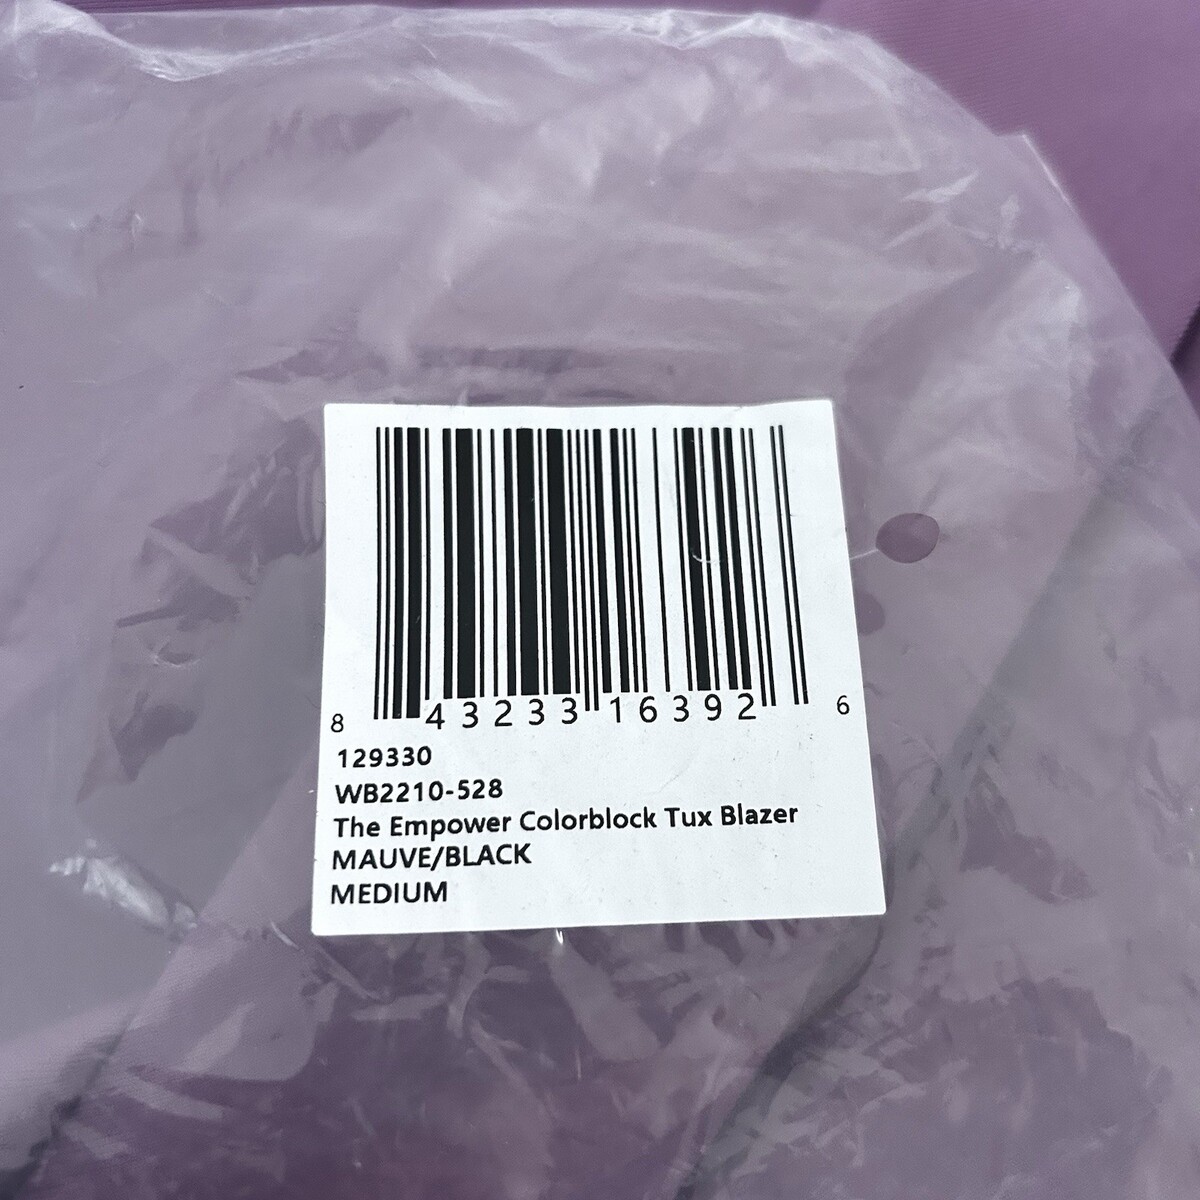 8 43233 16392 6
129330
WB2210-528
The Empower Colorblock Tux Blazer
MAUVE/BLACK
MEDIUM